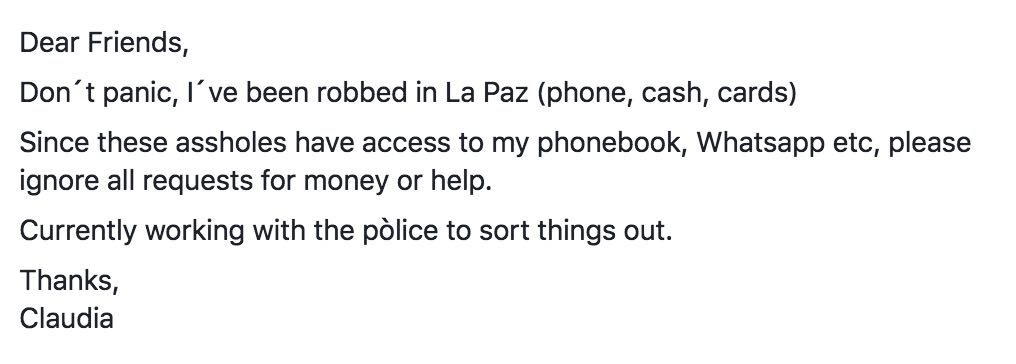 Dear Friends,
Don´t panic, I´ve been robbed in La Paz (phone, cash, cards)
Since these assholes have access to my phonebook, Whatsapp etc, please
ignore all requests for money or help.
Currently working with the pòlice to sort things out.
Thanks,
Claudia